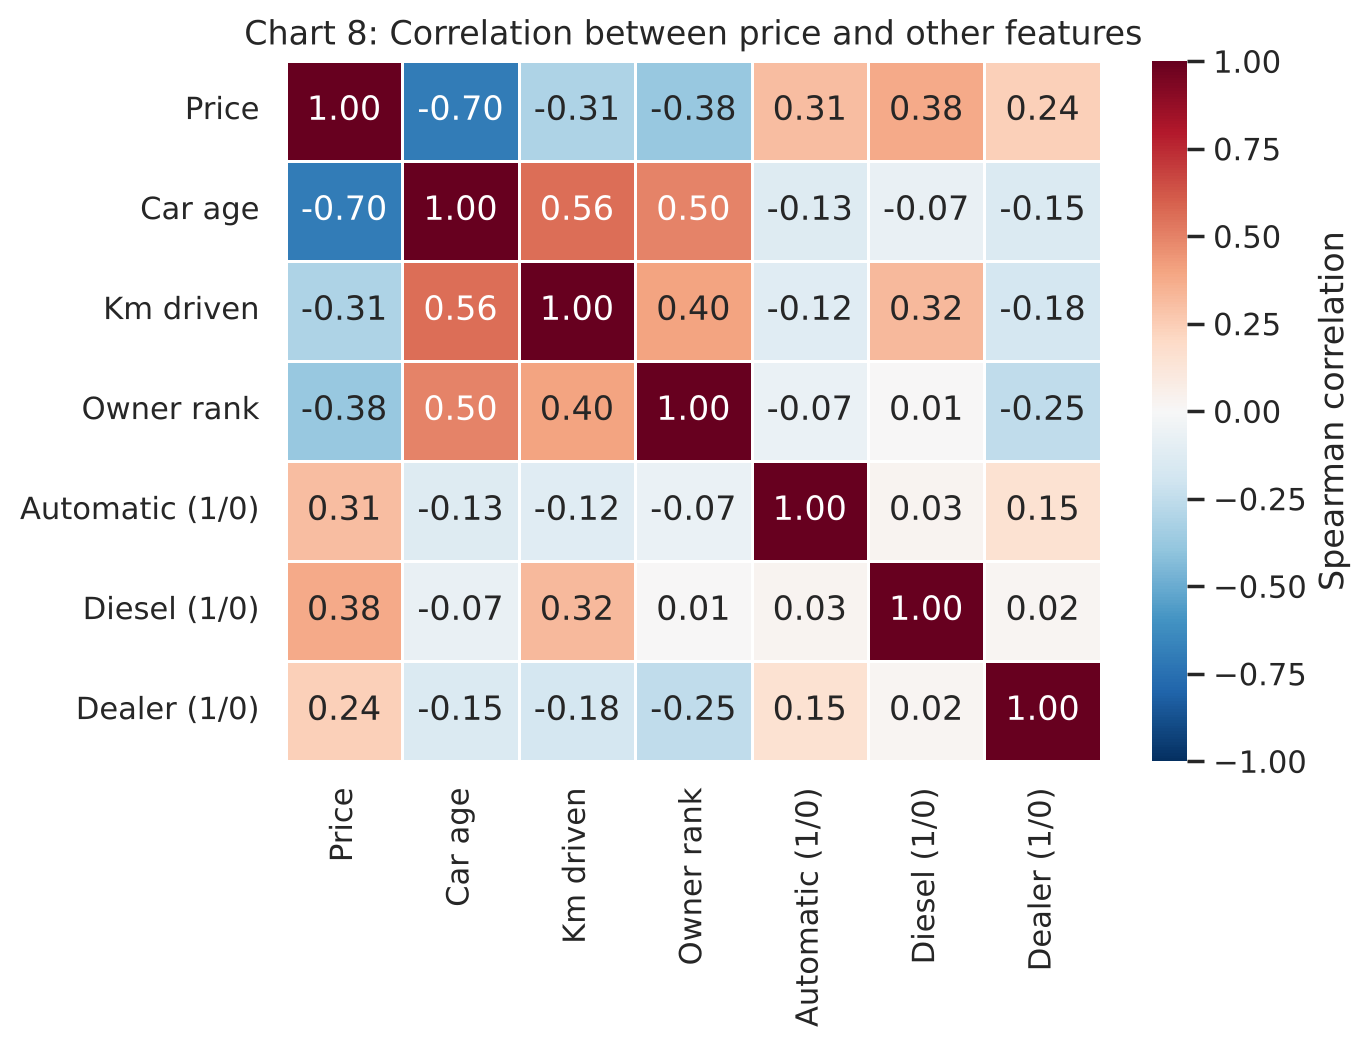 Chart 8: Correlation between price and other features
Price 1.00 -0.70 -0.31 -0.38 0.31 0.38 0.24
Car age -0.70 1.00 0.56 0.50 -0.13 -0.07 -0.15
Km driven -0.31 0.56 1.00 0.40 -0.12 0.32 -0.18
Owner rank -0.38 0.50 0.40 1.00 -0.07 0.01 -0.25
Automatic (1/0) 0.31 -0.13 -0.12 -0.07 1.00 0.03 0.15
Diesel (1/0) 0.38 -0.07 0.32 0.01 0.03 1.00 0.02
Dealer (1/0) 0.24 -0.15 -0.18 -0.25 0.15 0.02 1.00
Price
Car age
Km driven
Owner rank
Automatic (1/0)
Diesel (1/0)
Dealer (1/0)
1.00
0.75
0.50
0.25
0.00
−0.25
−0.50
−0.75
−1.00
Spearman correlation